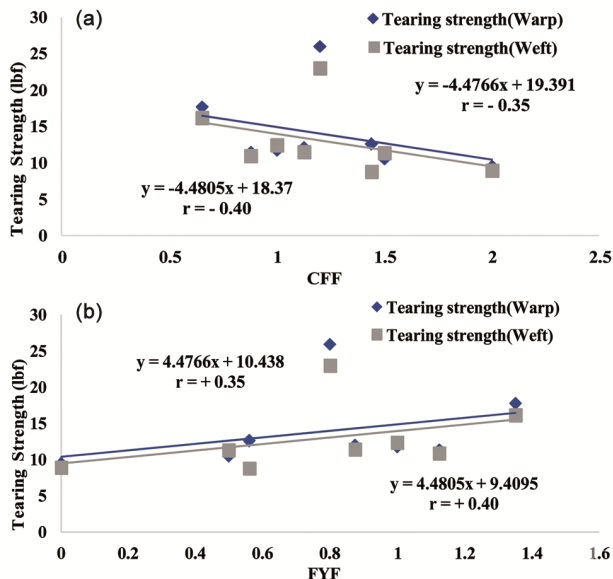 (a)
Tearing strength(Warp)
Tearing strength(Weft)
y = -4.4766x + 19.391
r = - 0.35
y = -4.4805x + 18.37
r = - 0.40
Tearing Strength (lbf)
30
25
20
15
10
5
0
0 0.5 1 1.5 2 2.5
CFF
(b)
Tearing strength(Warp)
Tearing strength(Weft)
y = 4.4766x + 10.438
r = + 0.35
y = 4.4805x + 9.4095
r = + 0.40
Tearing Strength (lbf)
30
25
20
15
10
5
0
0 0.2 0.4 0.6 0.8 1 1.2 1.4 1.6
FYF